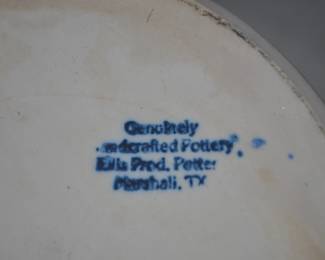 Genuinely
andcrafted Pottery
Ellis Prod. Potter
Marshall, TX